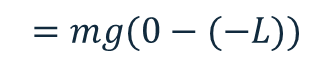 = mg(0 − (−L))